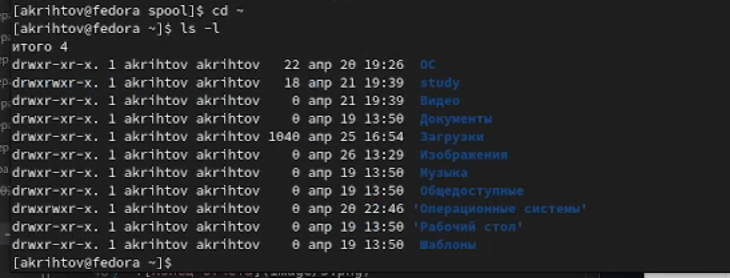 [akrihtov@fedora spool]$ cd ~
[akrihtov@fedora ~]$ ls -l
итого 4
drwxr-xr-x. 1 akrihtov akrihtov   22 апр 20 19:26  ОС
drwxrwxr-x. 1 akrihtov akrihtov   18 апр 21 19:39  study
drwxr-xr-x. 1 akrihtov akrihtov    0 апр 21 19:39  Видео
drwxr-xr-x. 1 akrihtov akrihtov    0 апр 19 13:50  Документы
drwxr-xr-x. 1 akrihtov akrihtov 1040 апр 25 16:54  Загрузки
drwxr-xr-x. 1 akrihtov akrihtov    0 апр 26 13:29  Изображения
drwxr-xr-x. 1 akrihtov akrihtov    0 апр 19 13:50  Музыка
drwxr-xr-x. 1 akrihtov akrihtov    0 апр 19 13:50  Общедоступные
drwxrwxr-x. 1 akrihtov akrihtov    0 апр 20 22:46 'Операционные системы'
drwxr-xr-x. 1 akrihtov akrihtov    0 апр 19 13:50 'Рабочий стол'
drwxr-xr-x. 1 akrihtov akrihtov    0 апр 19 13:50  Шаблоны
[akrihtov@fedora ~]$